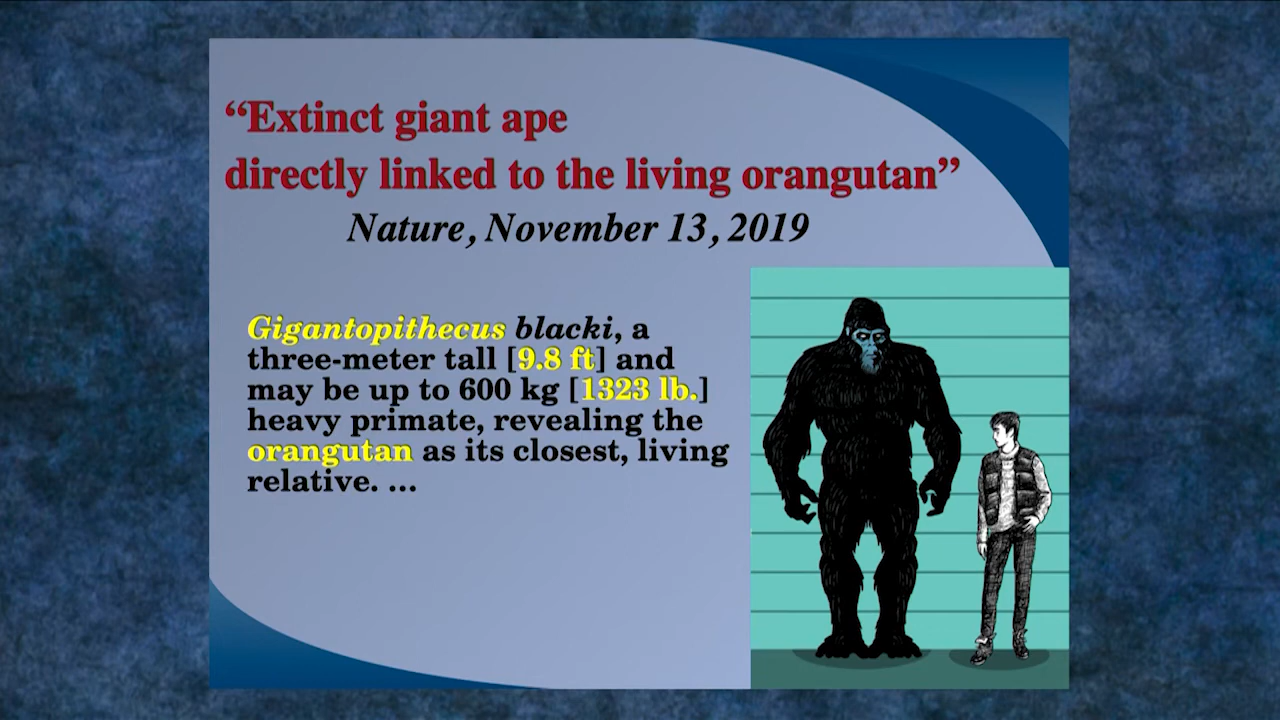 “Extinct giant ape
directly linked to the living orangutan”
Nature, November 13, 2019
Gigantopithecus blacki, a
three-meter tall [9.8 ft] and
may be up to 600 kg [1323 lb.]
heavy primate, revealing the
orangutan as its closest, living
relative. ...